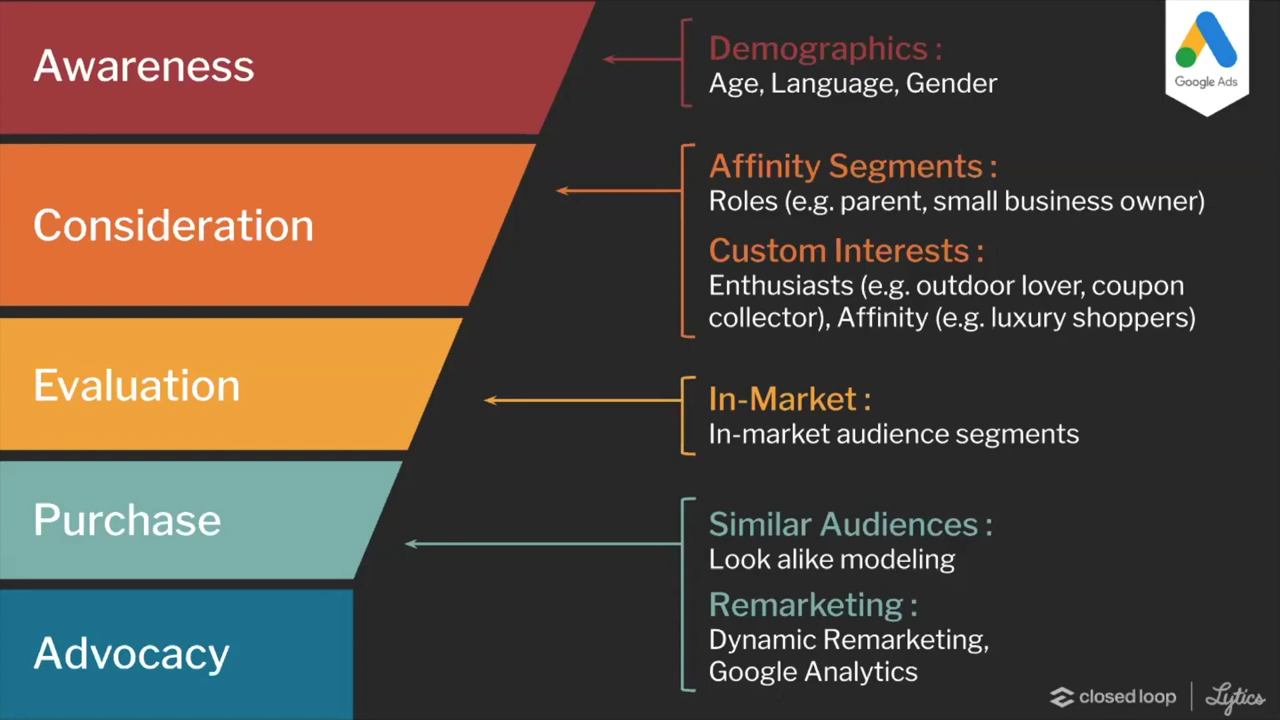 Awareness
Demographics :
Age, Language, Gender
Google Ads
Consideration
Affinity Segments :
Roles (e.g. parent, small business owner)
Custom Interests :
Enthusiasts (e.g. outdoor lover, coupon
collector), Affinity (e.g. luxury shoppers)
Evaluation
In-Market :
In-market audience segments
Purchase
Similar Audiences :
Look alike modeling
Remarketing :
Dynamic Remarketing,
Google Analytics
Advocacy
closed loop
Lytics